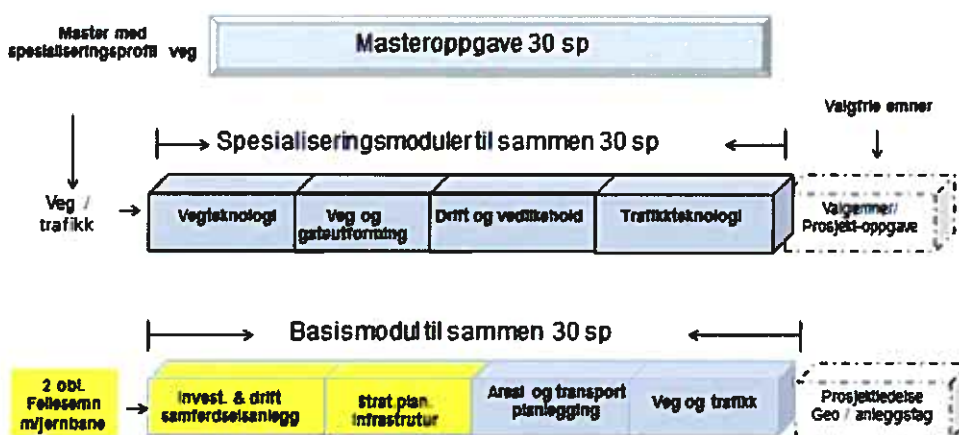 Master med
spesialiseringsprofil veg
Masteroppgave 30 sp
Valgfrie emner
Spesialiseringsmoduler til sammen 30 sp
Veg /
trafikk
Vegteknologi
Veg og
gateutforming
Drift og vedlikehold
Trafikkteknologi
Valgemner/
Prosjekt-oppgave
Basismodul til sammen 30 sp
2 obl.
Fellesemn
m/jernbane
Invest. & drift
samferdselsanlegg
Strat plan.
Infrastrutur
Areal og transport
planlegging
Veg og trafikk
Prosjektledelse
Geo / anleggstag